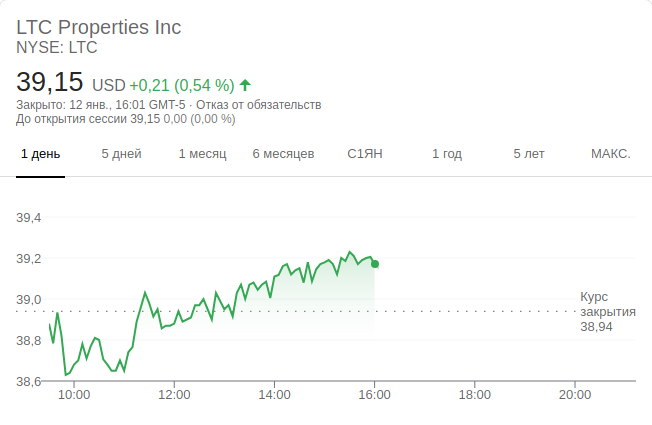 LTC Properties Inc
NYSE: LTC
39,15 USD +0,21 (0,54 %)
Закрыто: 12 янв., 16:01 GMT-5 · Отказ от обязательств
До открытия сессии 39,15 0,00 (0,00 %)
1 день 5 дней 1 месяц 6 месяцев С1ЯН 1 год 5 лет МАКС.
39,4
39,2
39,0
Курс
закрытия
38,94
38,8
38,6
10:00 12:00 14:00 16:00 18:00 20:00